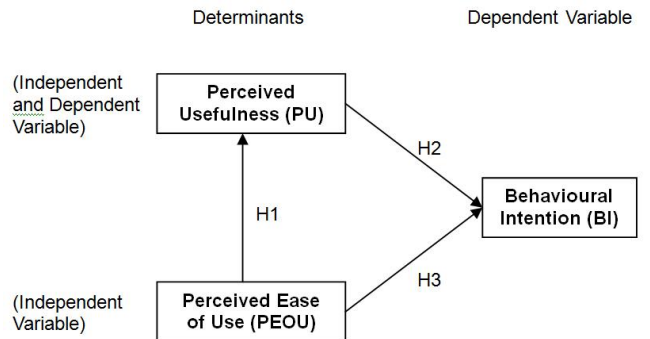 Determinants
Dependent Variable
(Independent
and Dependent
Variable)
Perceived
Usefulness (PU)
H2
Behavioural
Intention (BI)
H1
H3
(Independent
Variable)
Perceived Ease
of Use (PEOU)